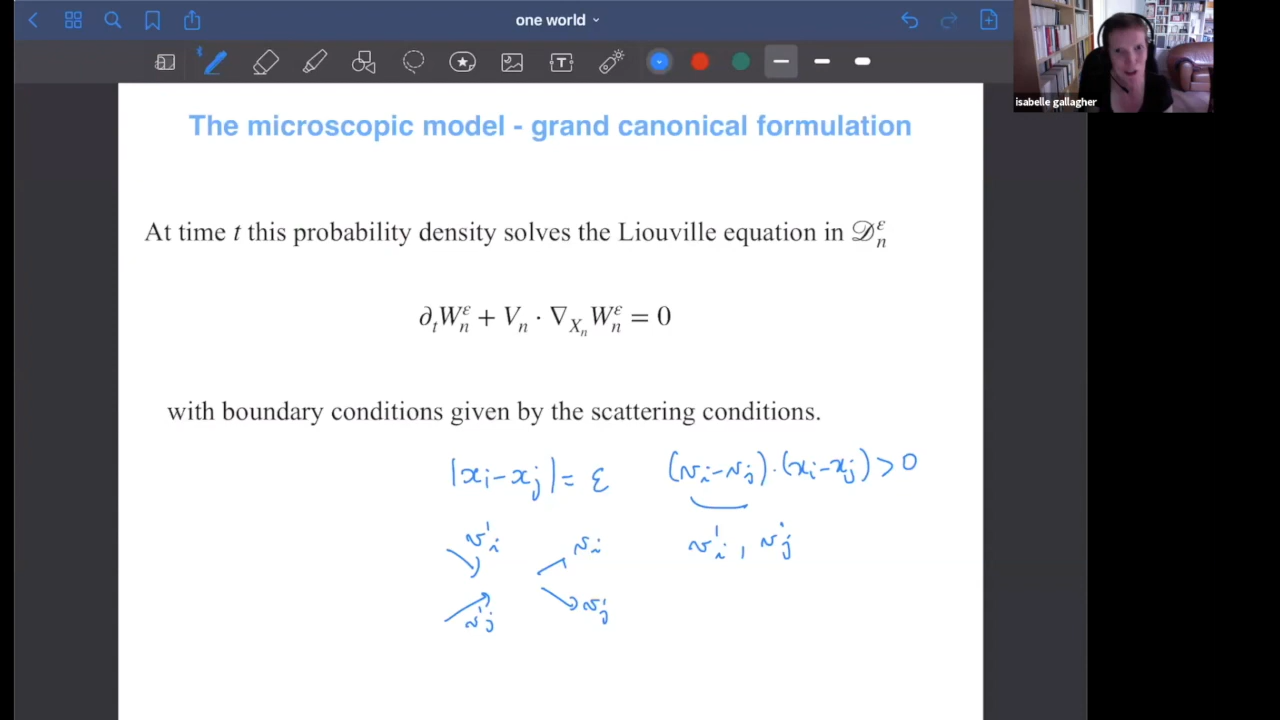 one world
isabelle gallagher
The microscopic model - grand canonical formulation
At time t this probability density solves the Liouville equation in 𝒟ₙ^ε
∂ₜWₙ^ε + Vₙ · ∇_{Xₙ} Wₙ^ε = 0
with boundary conditions given by the scattering conditions.
|xᵢ-xⱼ| = ε (vᵢ-vⱼ)·(xᵢ-xⱼ) > 0
v'ᵢ vᵢ v'ᵢ, v'ⱼ
v'ⱼ vⱼ